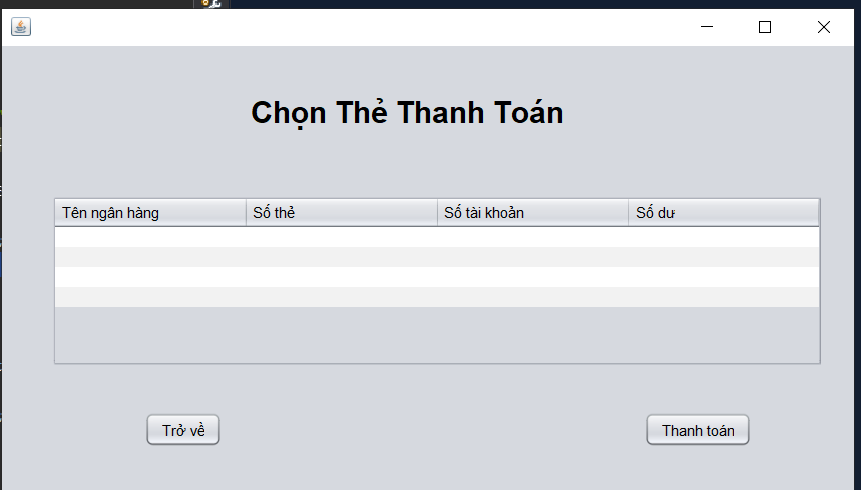 Chọn Thẻ Thanh Toán
Tên ngân hàng Số thẻ Số tài khoản Số dư
Trở về Thanh toán